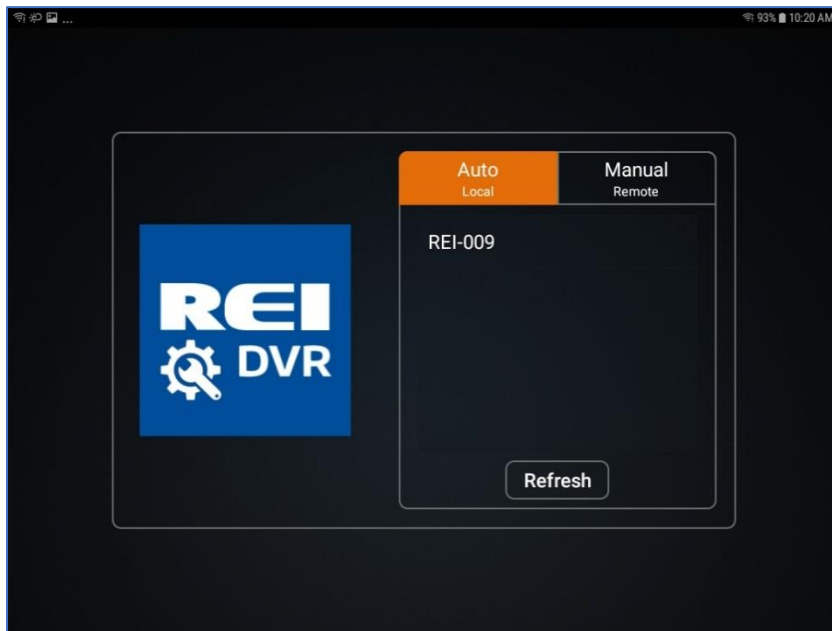 ...
93% 10:20 AM
Auto
Local
Manual
Remote
REI-009
REI
DVR
Refresh